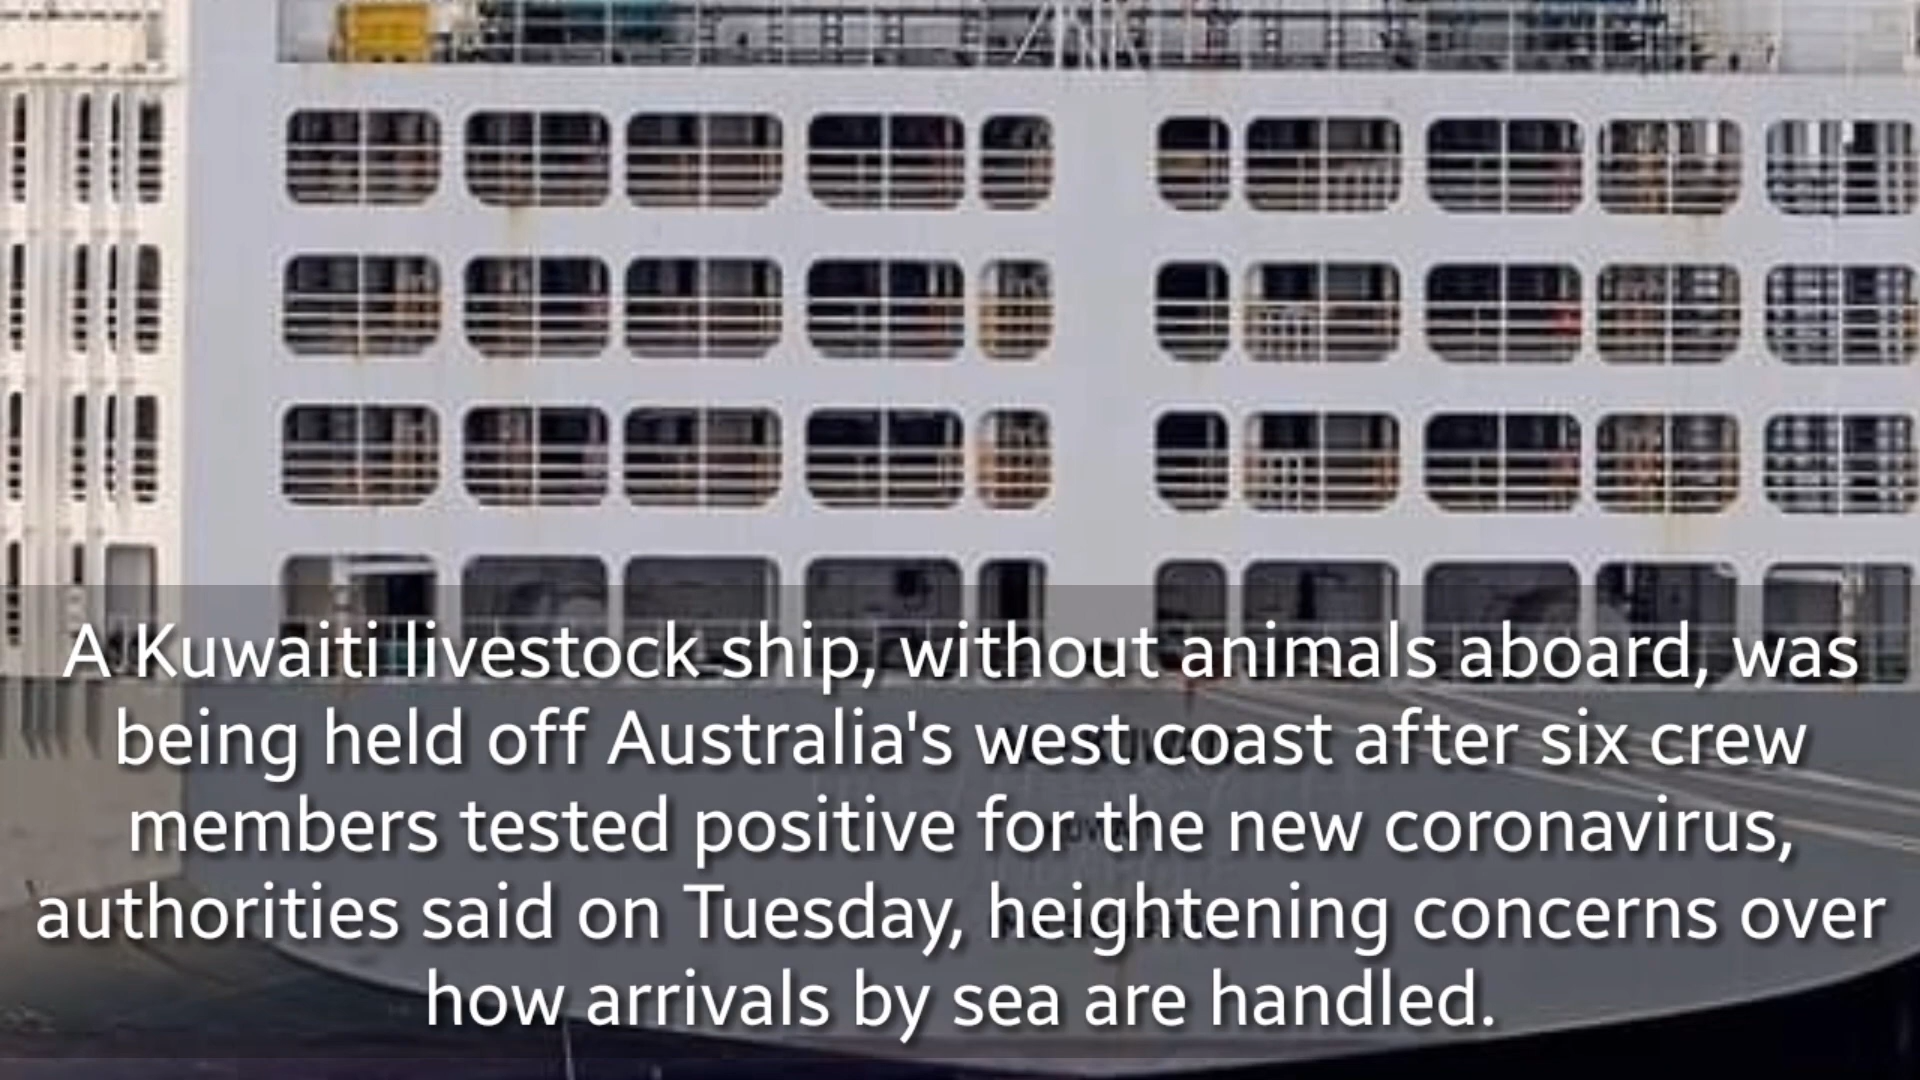 A Kuwaiti livestock ship, without animals aboard, was
being held off Australia's west coast after six crew
members tested positive for the new coronavirus,
authorities said on Tuesday, heightening concerns over
how arrivals by sea are handled.